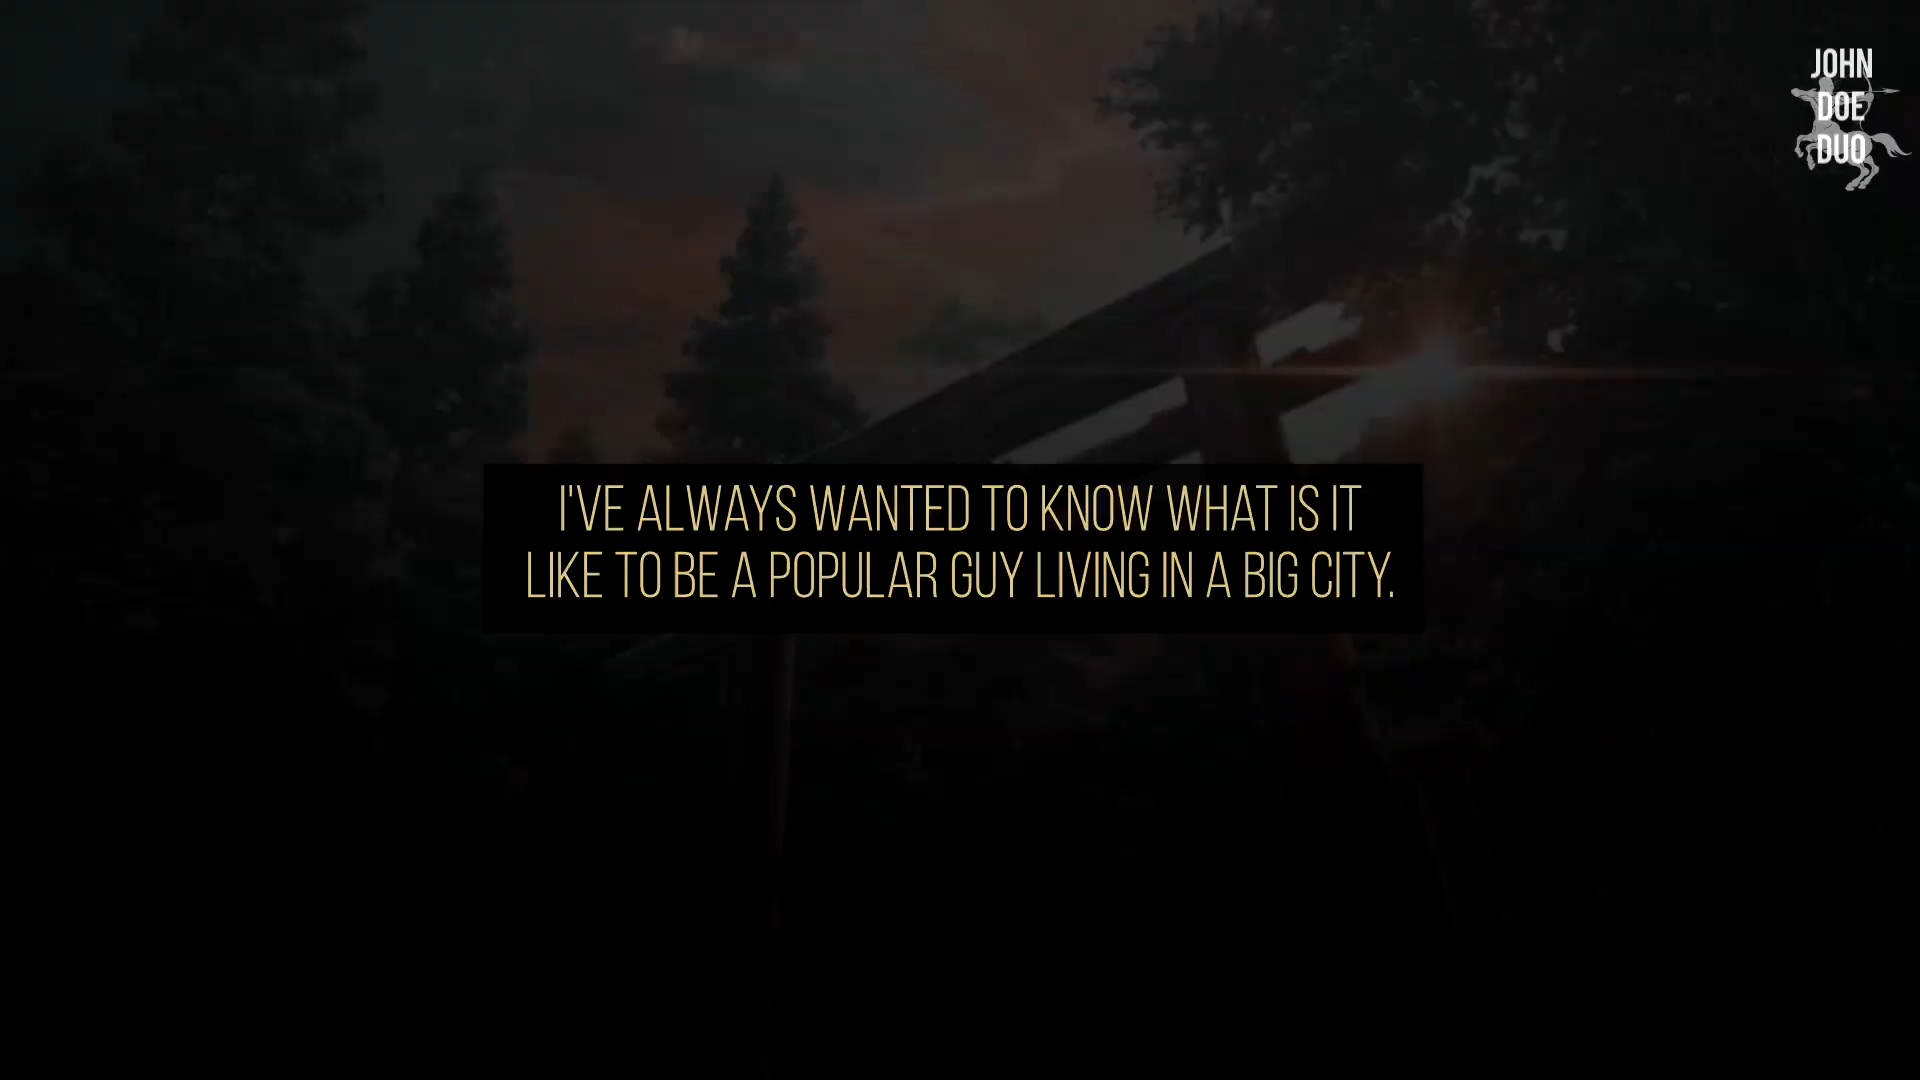 JOHN
DOE
DUO
I'VE ALWAYS WANTED TO KNOW WHAT IS IT
LIKE TO BE A POPULAR GUY LIVING IN A BIG CITY.